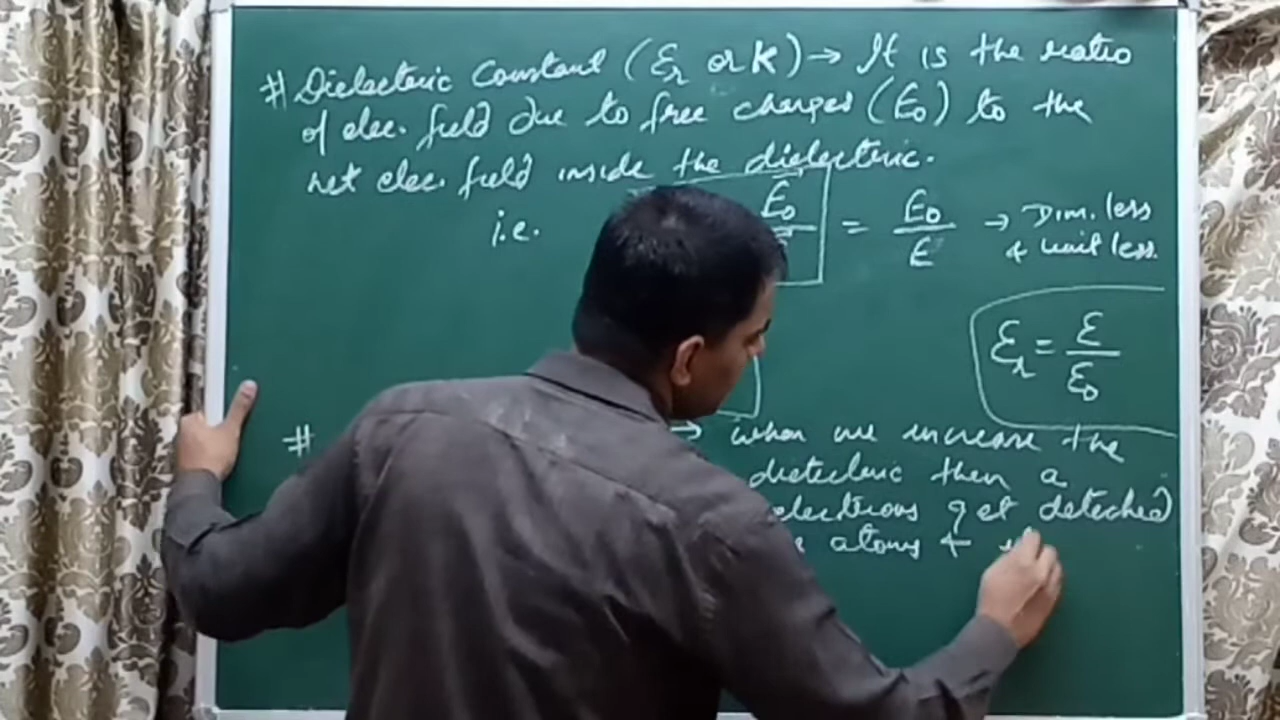 # Dielectric Constant (εr or K) → It is the ratio
of elec. field due to free charges (E0) to the
net elec. field inside the dielectric.
i.e. E0 = E0/E → Dim. less
& unit less.
εr = ε/ε0
# → when we increase the
dielectric then a
electrons get detached
atoms &